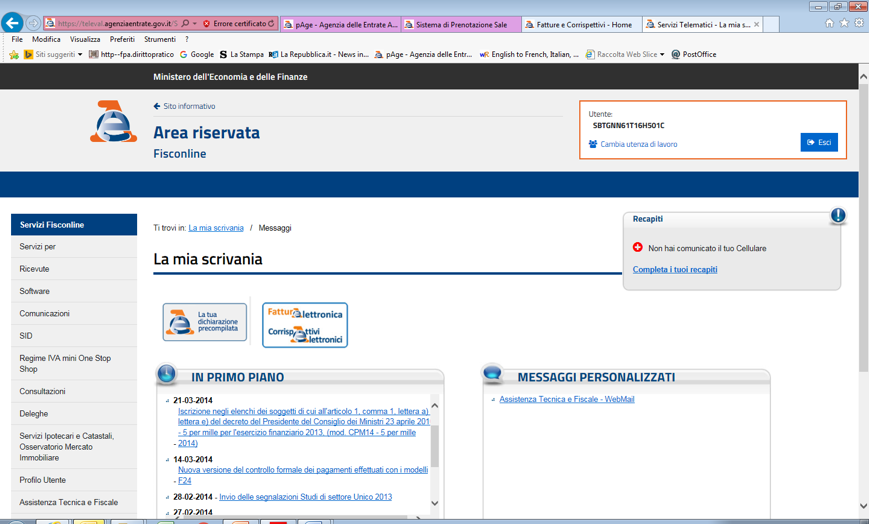 https://televal.agenziaentrate.gov.it/S
Errore certificato
pAge - Agenzia delle Entrate A...
Sistema di Prenotazione Sale
Fatture e Corrispettivi - Home
Servizi Telematici - La mia s...
File Modifica Visualizza Preferiti Strumenti ?
Siti suggeriti
http--fpa.dirittopratico
Google
La Stampa
La Repubblica.it - News in...
pAge - Agenzia delle Entr...
English to French, Italian, ...
Raccolta Web Slice
PostOffice
Ministero dell'Economia e delle Finanze
Sito informativo
Area riservata
Fisconline
Utente:
SBTGNN61T16H501C
Cambia utenza di lavoro
Esci
Servizi Fisconline
Servizi per
Ricevute
Software
Comunicazioni
SID
Regime IVA mini One Stop
Shop
Consultazioni
Deleghe
Servizi Ipotecari e Catastali,
Osservatorio Mercato
Immobiliare
Profilo Utente
Assistenza Tecnica e Fiscale
Ti trovi in: La mia scrivania / Messaggi
La mia scrivania
Recapiti
Non hai comunicato il tuo Cellulare
Completa i tuoi recapiti
La tua
dichiarazione
precompilata
Fattura elettronica
Corrispettivi
elettronici
IN PRIMO PIANO
21-03-2014
Iscrizione negli elenchi dei soggetti di cui all'articolo 1, comma 1, lettera a)
lettera e) del decreto del Presidente del Consiglio dei Ministri 23 aprile 201
- 5 per mille per l'esercizio finanziario 2013. (mod. CPM14 - 5 per mille
- 2014)
14-03-2014
Nuova versione del controllo formale dei pagamenti effettuati con i modelli
- F24
28-02-2014 - Invio delle segnalazioni Studi di settore Unico 2013
27-02-2014
MESSAGGI PERSONALIZZATI
Assistenza Tecnica e Fiscale - WebMail